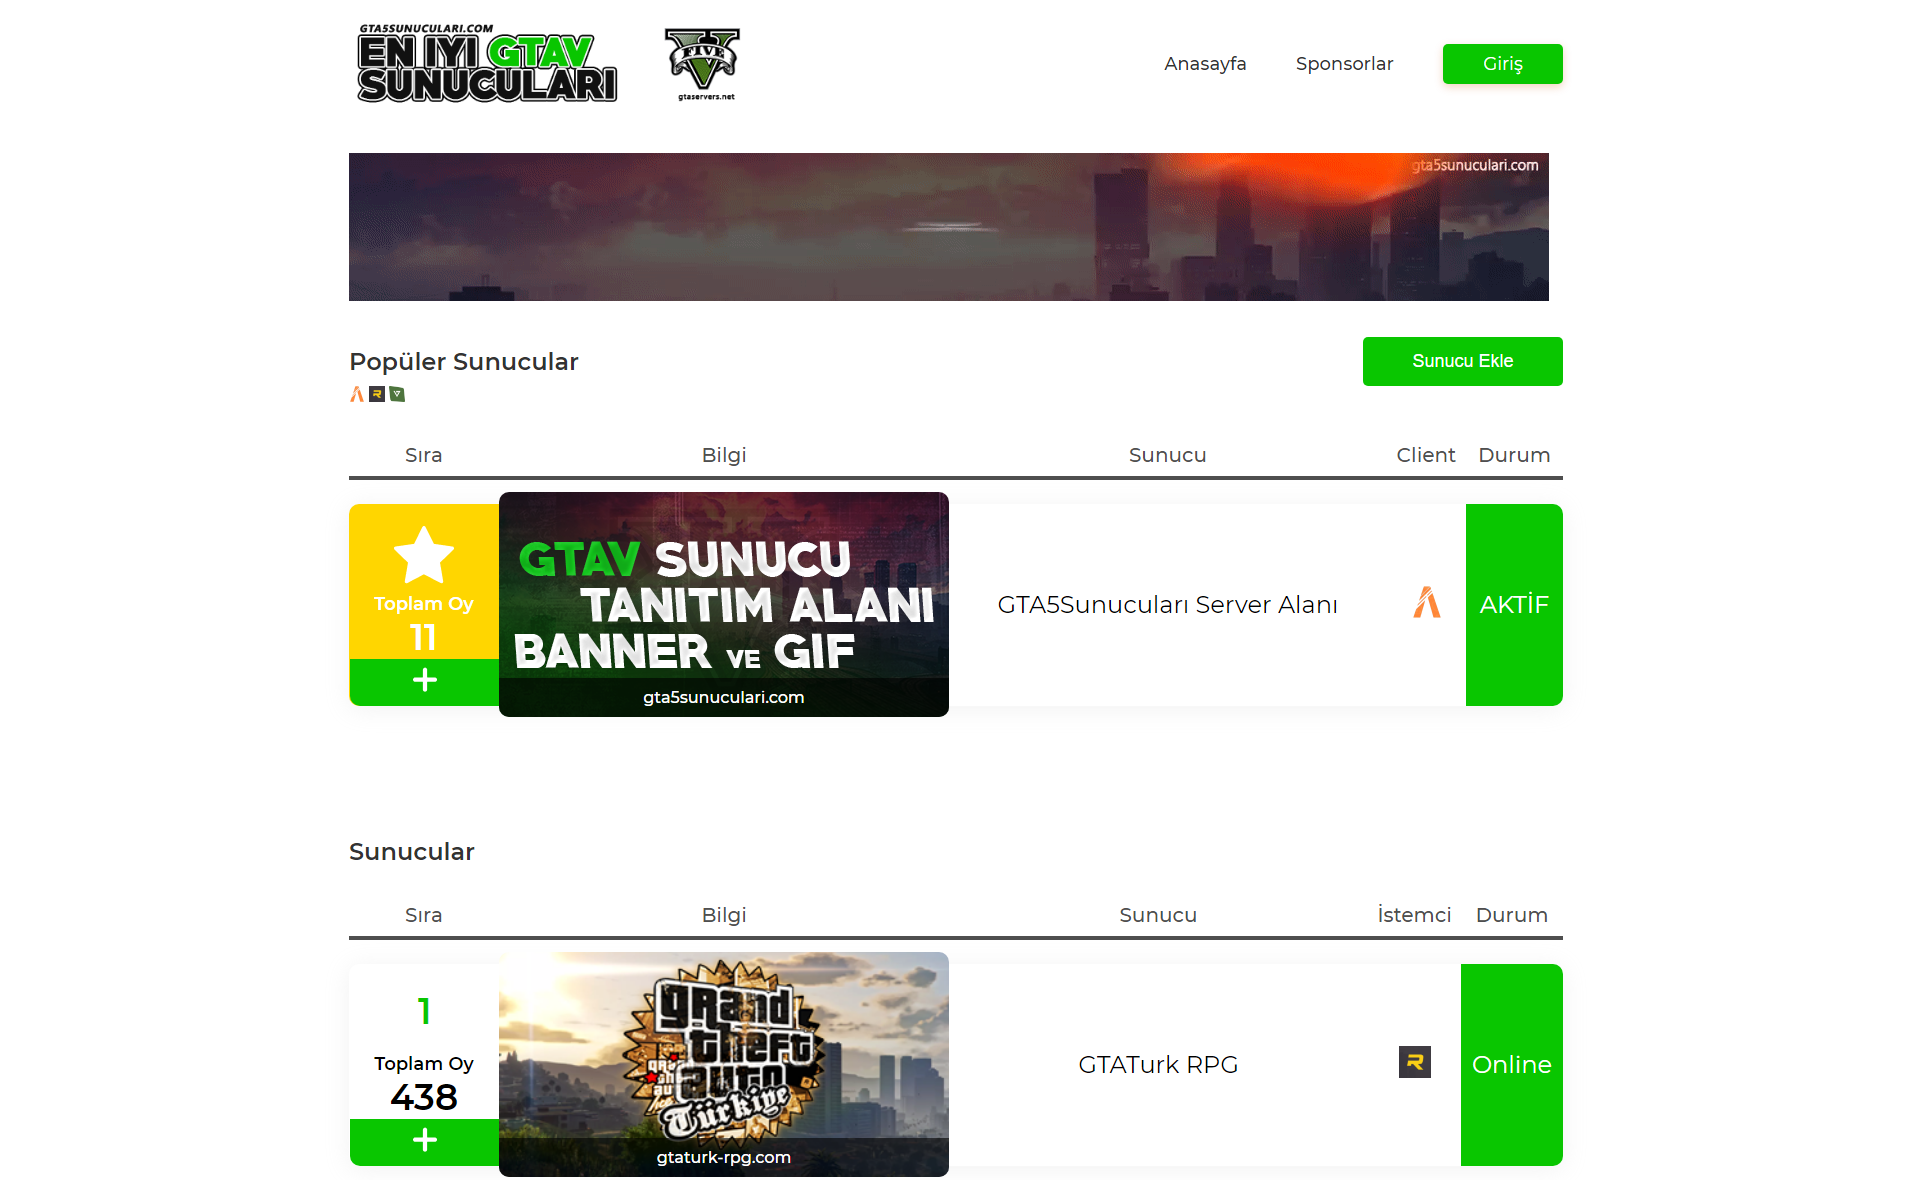 GTA5SUNUCULARI.COM
EN IYI GTAV
SUNUCULARI
FIVE
gtaservers.net
Anasayfa
Sponsorlar
Giriş
gta5sunuculari.com
Popüler Sunucular
Sunucu Ekle
Sıra
Bilgi
Sunucu
Client
Durum
Toplam Oy
11
+
GTAV SUNUCU
TANITIM ALANI
BANNER VE GIF
gta5sunuculari.com
GTA5Sunucuları Server Alanı
AKTİF
Sunucular
Sıra
Bilgi
Sunucu
İstemci
Durum
1
Toplam Oy
438
+
grand
theft
auto
Türkiye
gtaturk-rpg.com
GTATurk RPG
R
Online